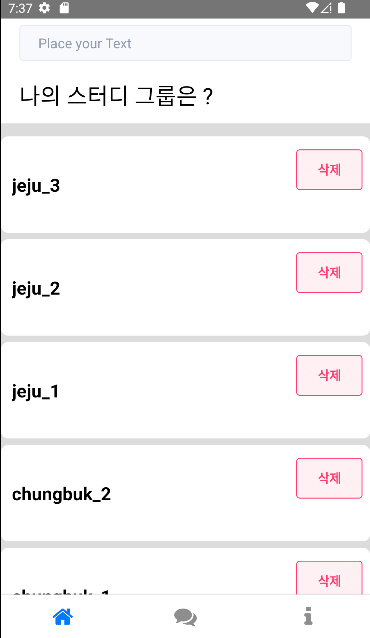 7:37
Place your Text
나의 스터디 그룹은 ?
삭제
jeju_3
삭제
jeju_2
삭제
jeju_1
삭제
chungbuk_2
삭제
chungbuk_1